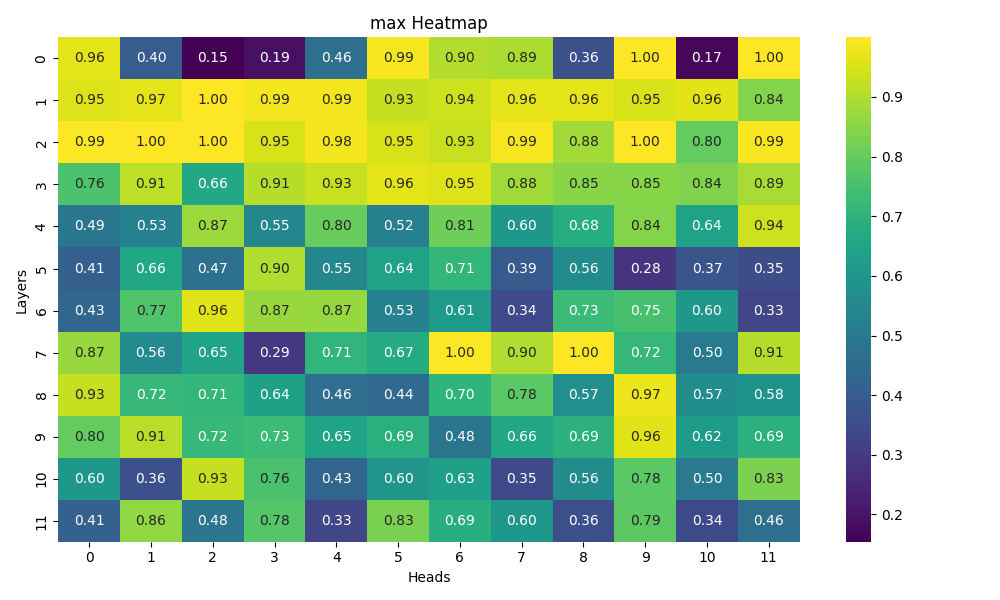 max Heatmap
0 0.96 0.40 0.15 0.19 0.46 0.99 0.90 0.89 0.36 1.00 0.17 1.00
1 0.95 0.97 1.00 0.99 0.99 0.93 0.94 0.96 0.96 0.95 0.96 0.84
2 0.99 1.00 1.00 0.95 0.98 0.95 0.93 0.99 0.88 1.00 0.80 0.99
3 0.76 0.91 0.66 0.91 0.93 0.96 0.95 0.88 0.85 0.85 0.84 0.89
4 0.49 0.53 0.87 0.55 0.80 0.52 0.81 0.60 0.68 0.84 0.64 0.94
5 0.41 0.66 0.47 0.90 0.55 0.64 0.71 0.39 0.56 0.28 0.37 0.35
6 0.43 0.77 0.96 0.87 0.87 0.53 0.61 0.34 0.73 0.75 0.60 0.33
7 0.87 0.56 0.65 0.29 0.71 0.67 1.00 0.90 1.00 0.72 0.50 0.91
8 0.93 0.72 0.71 0.64 0.46 0.44 0.70 0.78 0.57 0.97 0.57 0.58
9 0.80 0.91 0.72 0.73 0.65 0.69 0.48 0.66 0.69 0.96 0.62 0.69
10 0.60 0.36 0.93 0.76 0.43 0.60 0.63 0.35 0.56 0.78 0.50 0.83
11 0.41 0.86 0.48 0.78 0.33 0.83 0.69 0.60 0.36 0.79 0.34 0.46
0 1 2 3 4 5 6 7 8 9 10 11
Heads
Layers
0.9
0.8
0.7
0.6
0.5
0.4
0.3
0.2